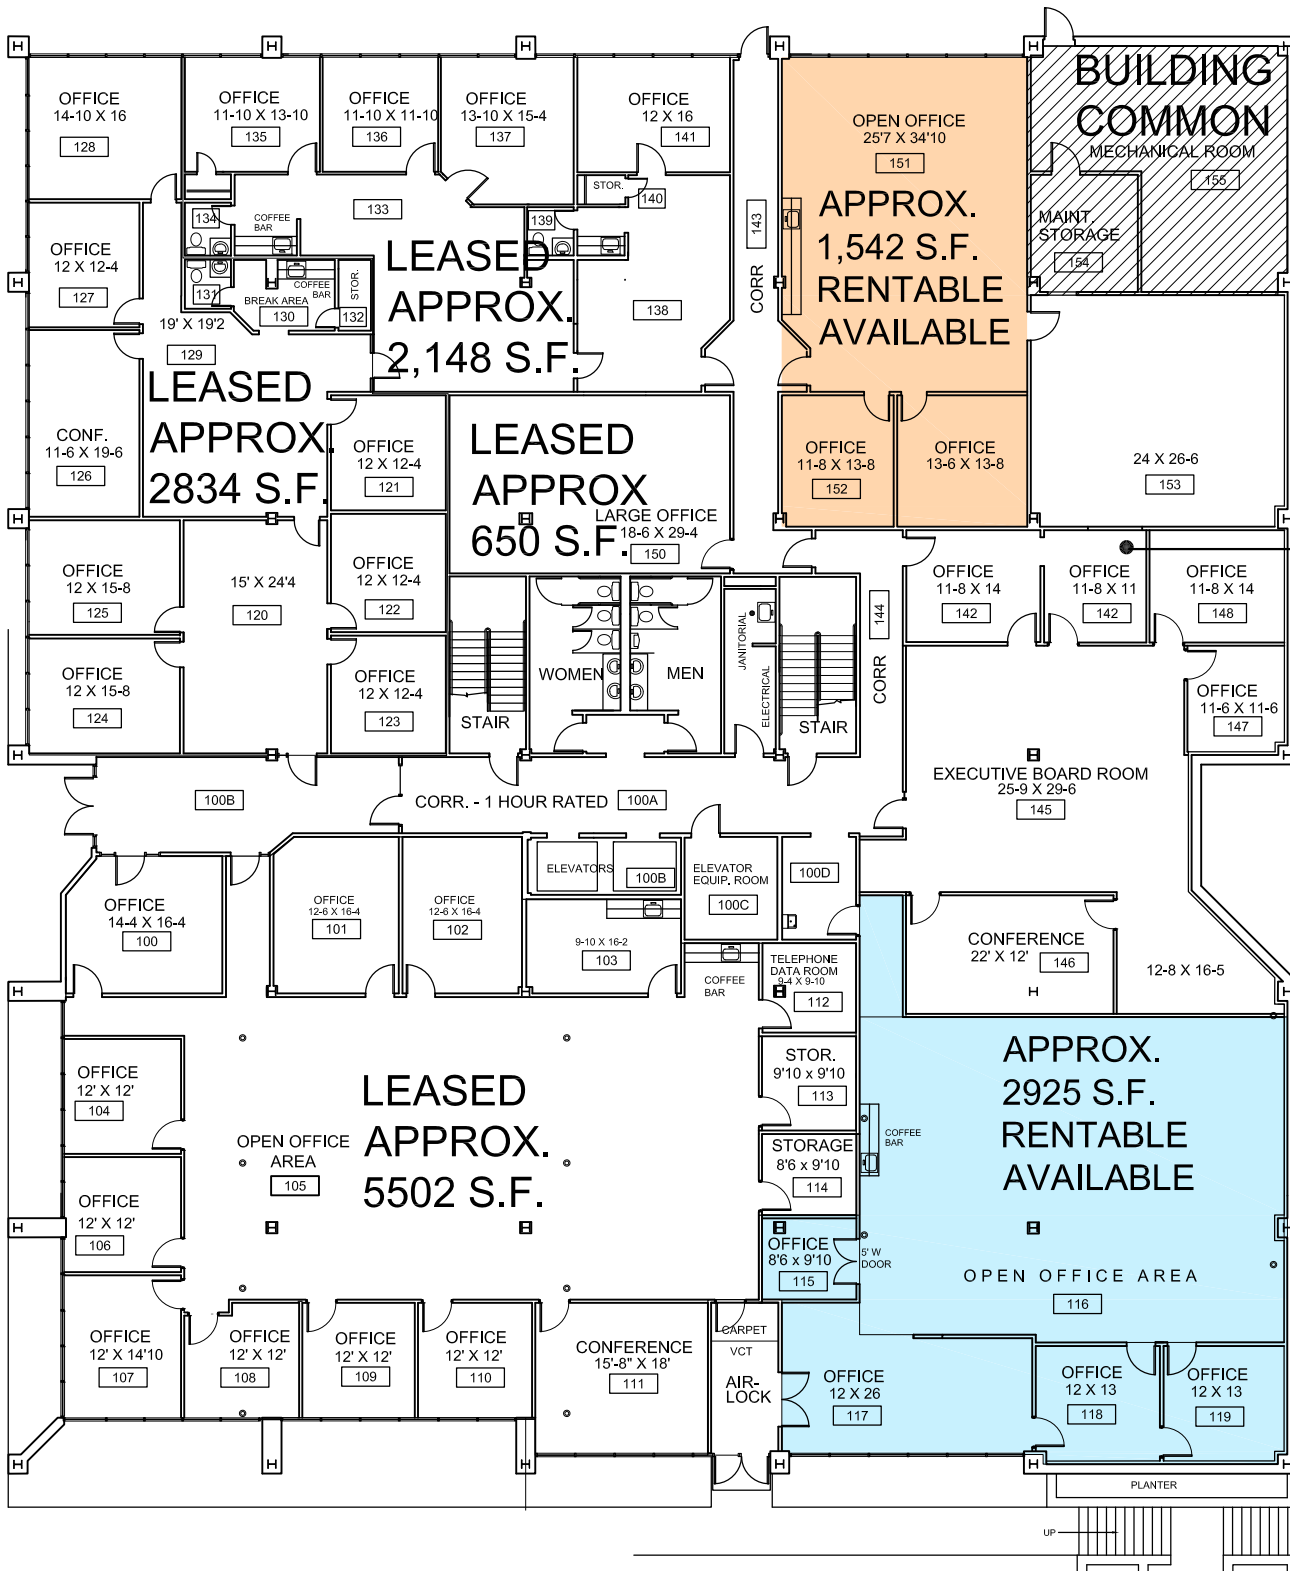 OFFICE
14-10 X 16
128
OFFICE
11-10 X 13-10
135
OFFICE
11-10 X 11-10
136
OFFICE
13-10 X 15-4
137
OFFICE
12 X 16
141
OPEN OFFICE
25'7 X 34'10
151
APPROX.
1,542 S.F.
RENTABLE
AVAILABLE
BUILDING
COMMON
MECHANICAL ROOM
155
MAINT.
STORAGE
154
STOR.
140
133
134
COFFEE
BAR
139
143
CORR
OFFICE
12 X 12-4
127
131
BREAK AREA
130
COFFEE
BAR
STOR.
132
LEASED
APPROX.
2,148 S.F.
138
19' X 19'2
129
LEASED
APPROX.
2834 S.F.
CONF.
11-6 X 19-6
126
OFFICE
12 X 12-4
121
LEASED
APPROX
650 S.F.
LARGE OFFICE
18-6 X 29-4
150
OFFICE
11-8 X 13-8
152
OFFICE
13-6 X 13-8
24 X 26-6
153
OFFICE
12 X 15-8
125
15' X 24'4
120
OFFICE
12 X 12-4
122
OFFICE
12 X 15-8
124
OFFICE
12 X 12-4
123
STAIR
WOMEN
MEN
JANITORIAL
ELECTRICAL
STAIR
144
CORR
OFFICE
11-8 X 14
142
OFFICE
11-8 X 11
142
OFFICE
11-8 X 14
148
OFFICE
11-6 X 11-6
147
EXECUTIVE BOARD ROOM
25-9 X 29-6
145
100B
CORR. - 1 HOUR RATED
100A
ELEVATORS
100B
ELEVATOR
EQUIP. ROOM
100C
100D
OFFICE
14-4 X 16-4
100
OFFICE
12-6 X 16-4
101
OFFICE
12-6 X 16-4
102
9-10 X 16-2
103
CONFERENCE
22' X 12'
146
12-8 X 16-5
COFFEE
BAR
TELEPHONE
DATA ROOM
9-4 X 9-10
112
STOR.
9'10 x 9'10
113
STORAGE
8'6 x 9'10
114
OFFICE
8'6 x 9'10
115
5' W
DOOR
COFFEE
BAR
APPROX.
2925 S.F.
RENTABLE
AVAILABLE
OPEN OFFICE AREA
116
OFFICE
12' X 12'
104
OFFICE
12' X 12'
106
OPEN OFFICE
AREA
105
LEASED
APPROX.
5502 S.F.
OFFICE
12' X 14'10
107
OFFICE
12' X 12'
108
OFFICE
12' X 12'
109
OFFICE
12' X 12'
110
CONFERENCE
15'-8" X 18'
111
CARPET
VCT
AIR-
LOCK
OFFICE
12 X 26
117
OFFICE
12 X 13
118
OFFICE
12 X 13
119
PLANTER
UP